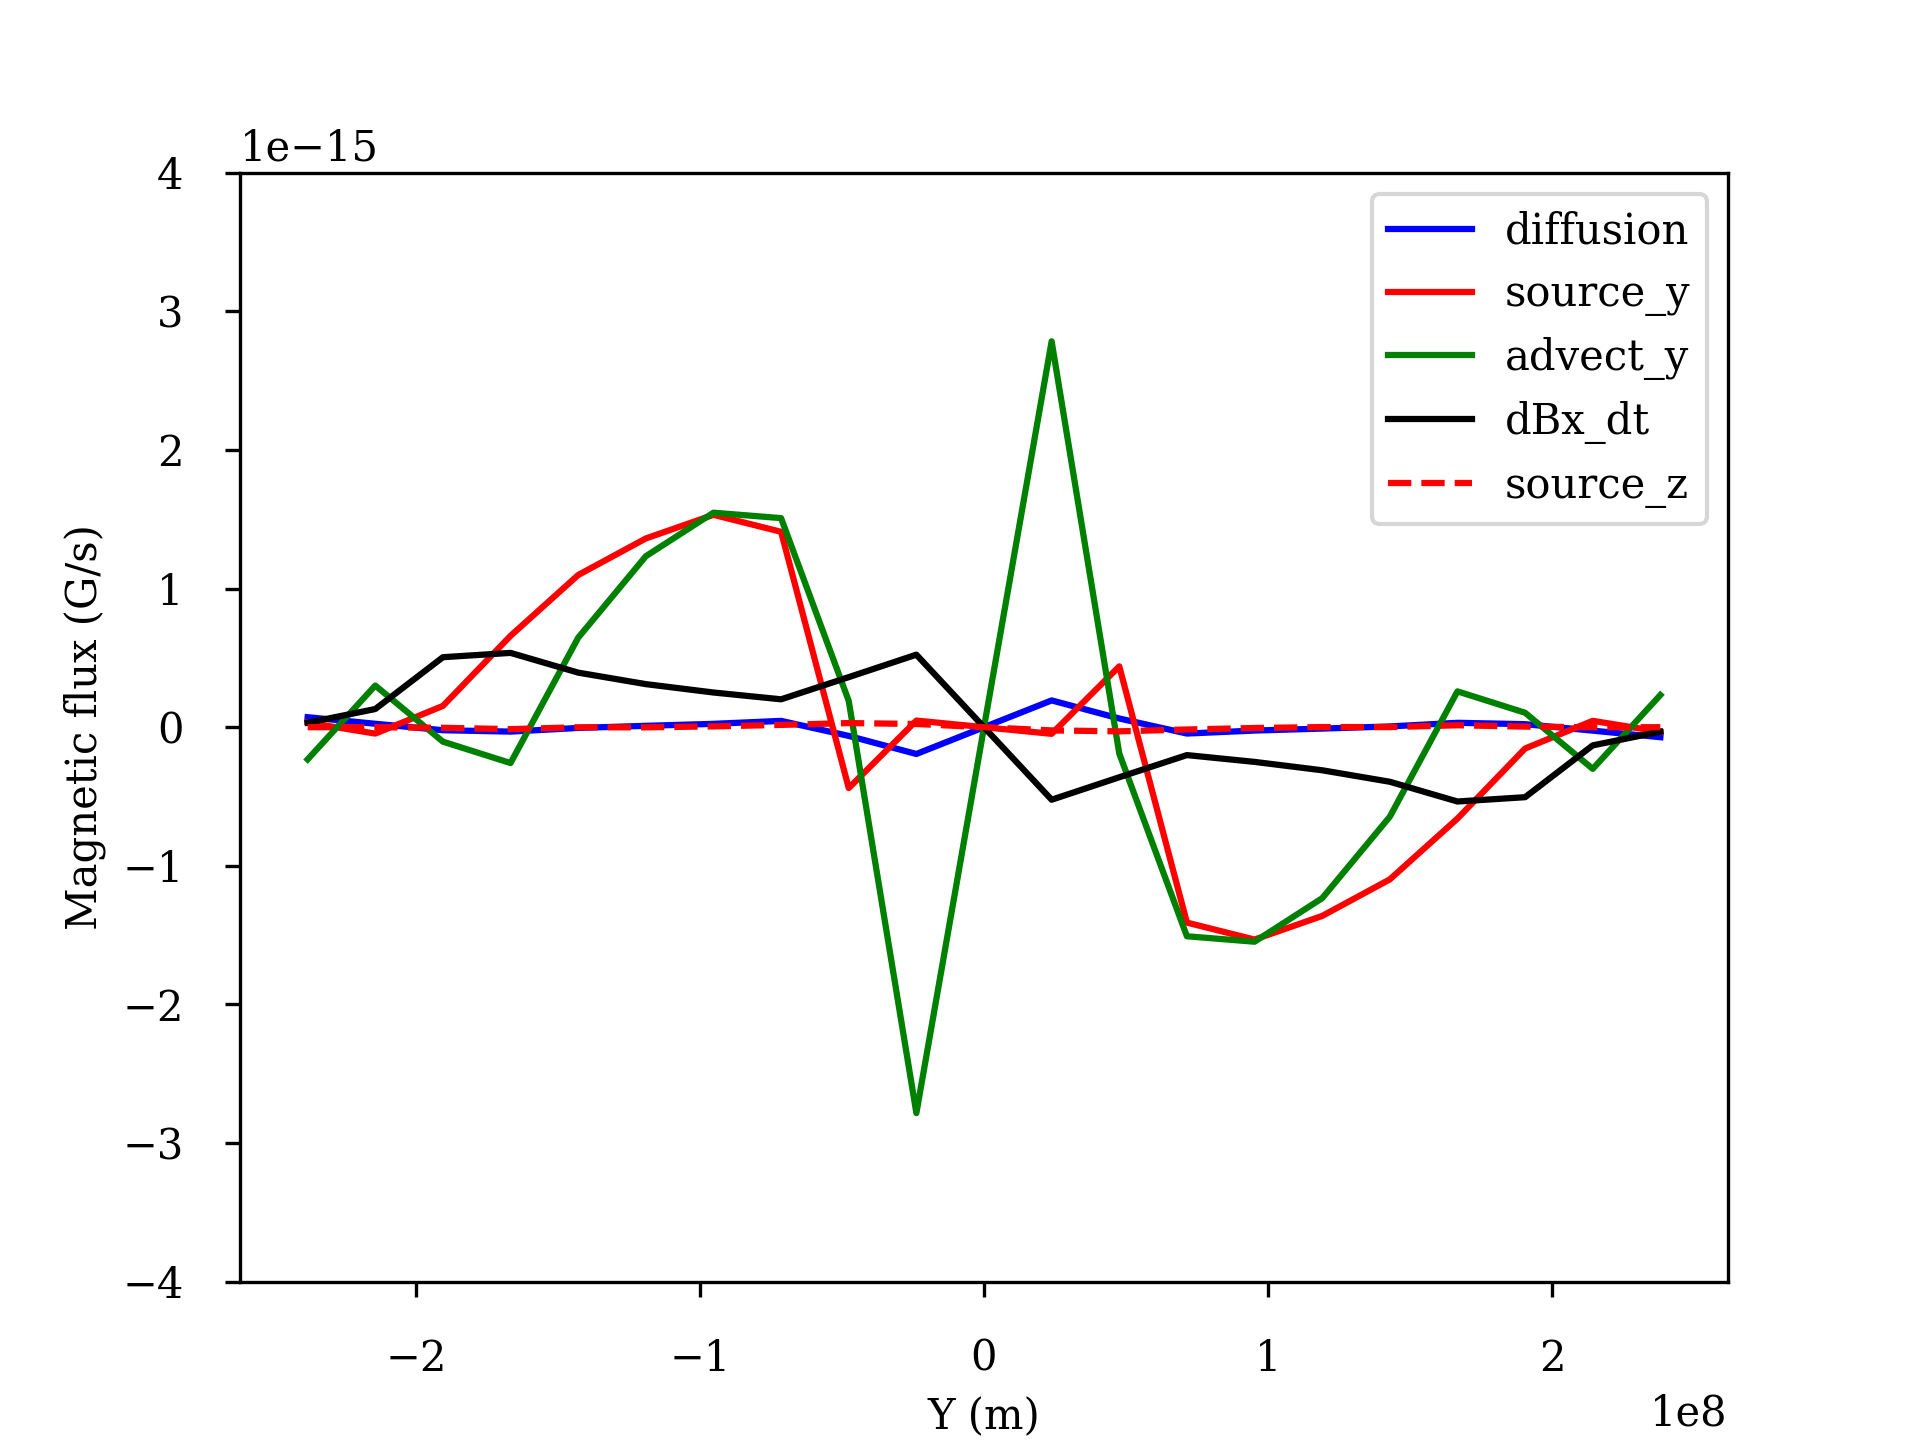 1e−15
4
3
2
1
0
−1
−2
−3
−4
Magnetic flux (G/s)
diffusion
source_y
advect_y
dBx_dt
source_z
−2
−1
0
1
2
Y (m)
1e8